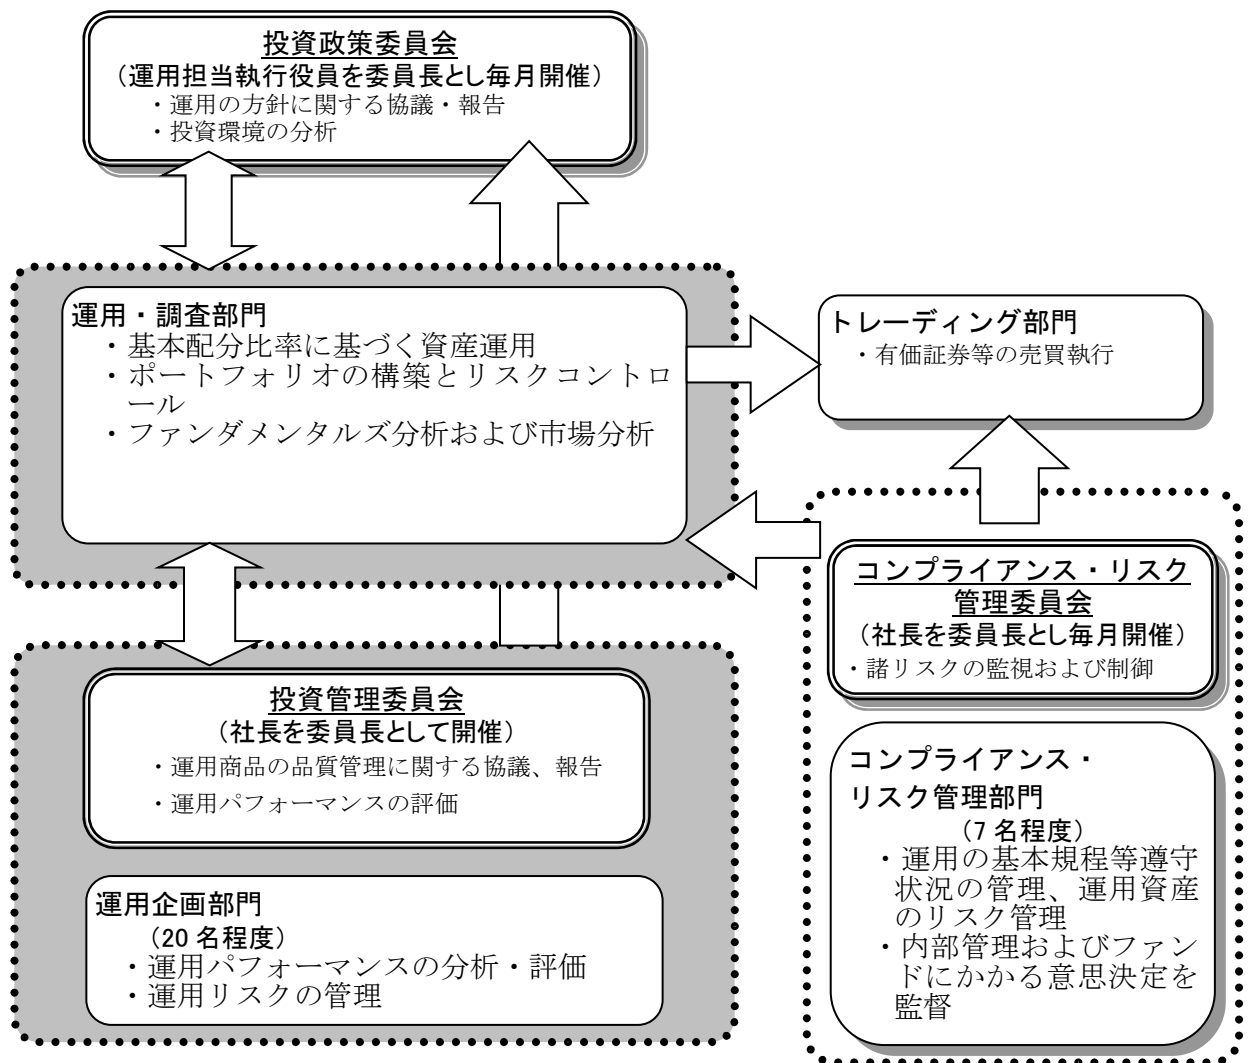 投資政策委員会
（運用担当執行役員を委員長とし毎月開催）
・運用の方針に関する協議・報告
・投資環境の分析
運用・調査部門
・基本配分比率に基づく資産運用
・ポートフォリオの構築とリスクコントロ
ール
・ファンダメンタルズ分析および市場分析
トレーディング部門
・有価証券等の売買執行
コンプライアンス・リスク
管理委員会
（社長を委員長とし毎月開催）
・諸リスクの監視および制御
投資管理委員会
（社長を委員長として開催）
・運用商品の品質管理に関する協議、報告
・運用パフォーマンスの評価
運用企画部門
（20 名程度）
・運用パフォーマンスの分析・評価
・運用リスクの管理
コンプライアンス・
リスク管理部門
（7 名程度）
・運用の基本規程等遵守
状況の管理、運用資産
のリスク管理
・内部管理およびファン
ドにかかる意思決定を
監督